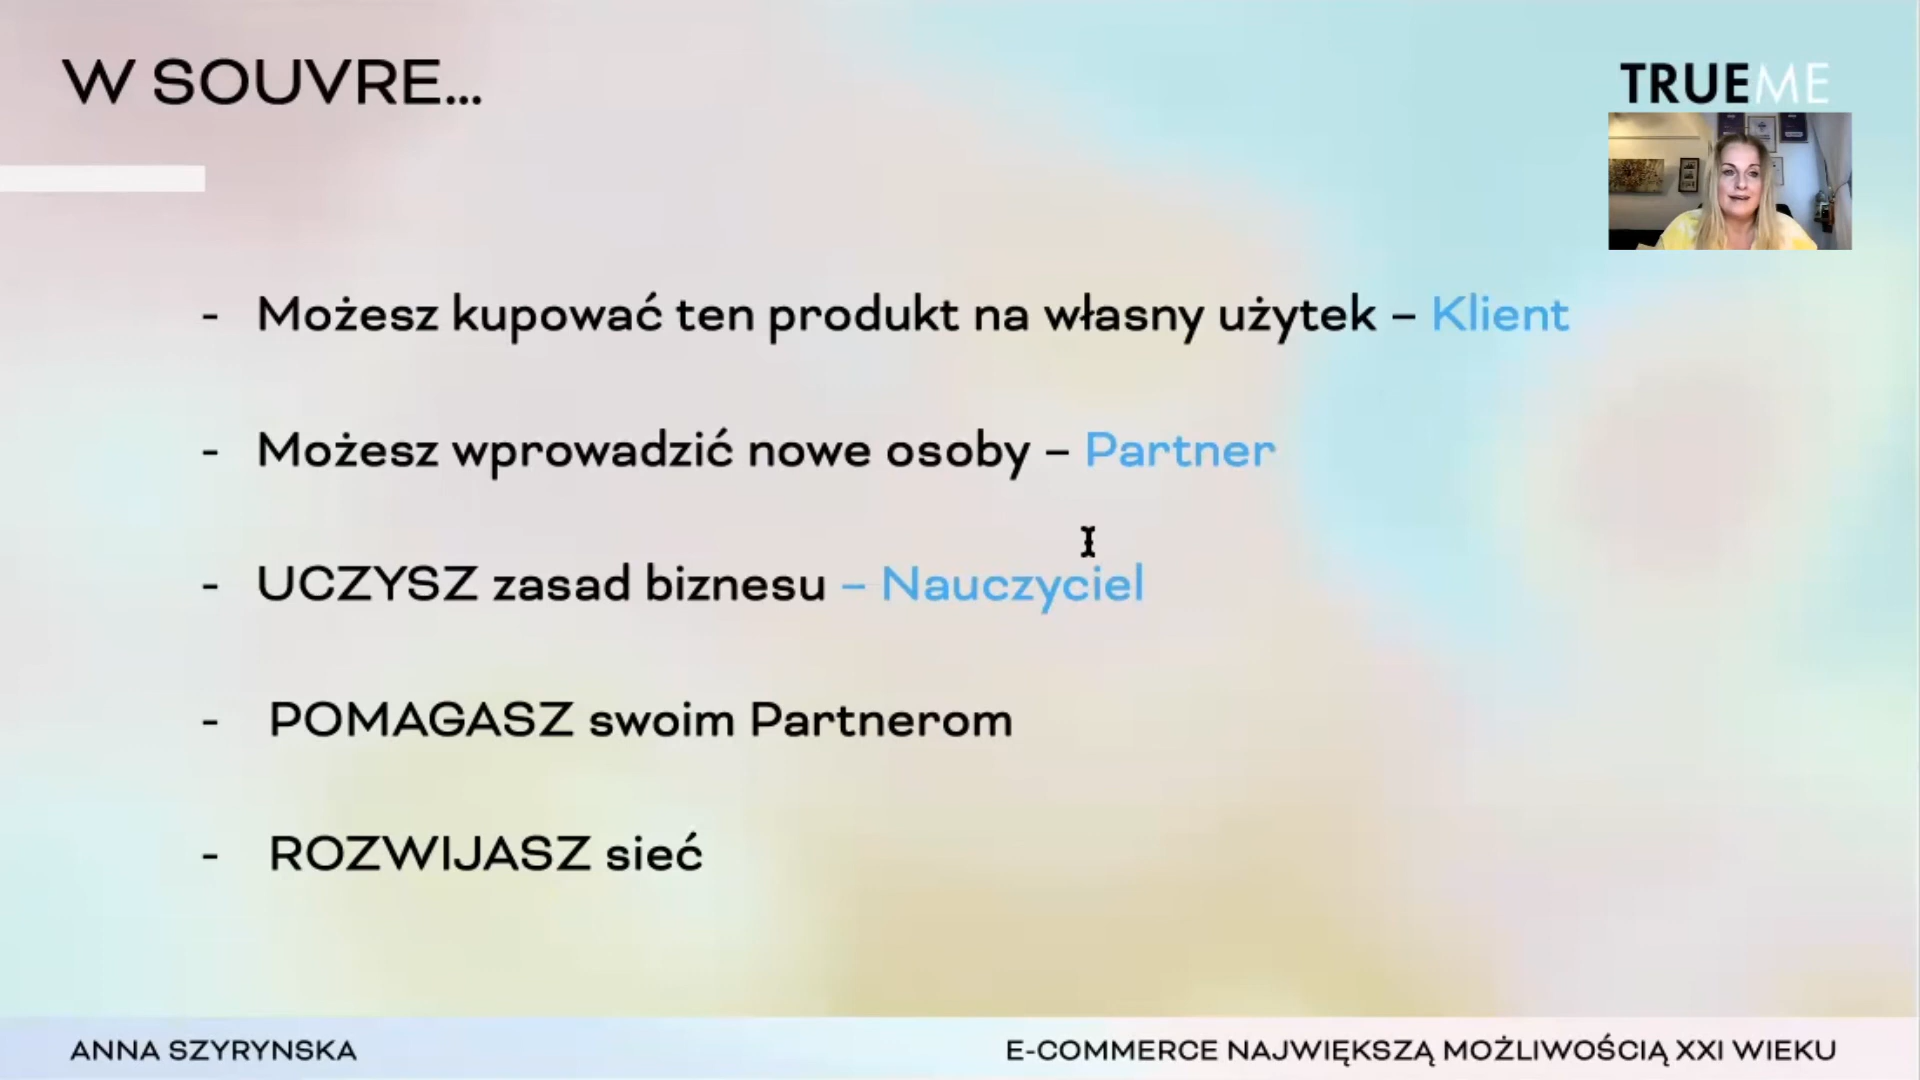 W SOUVRE...
TRUEME
- Możesz kupować ten produkt na własny użytek – Klient
- Możesz wprowadzić nowe osoby – Partner
- UCZYSZ zasad biznesu – Nauczyciel
- POMAGASZ swoim Partnerom
- ROZWIJASZ sieć
ANNA SZYRYNSKA
E-COMMERCE NAJWIĘKSZĄ MOŻLIWOŚCIĄ XXI WIEKU